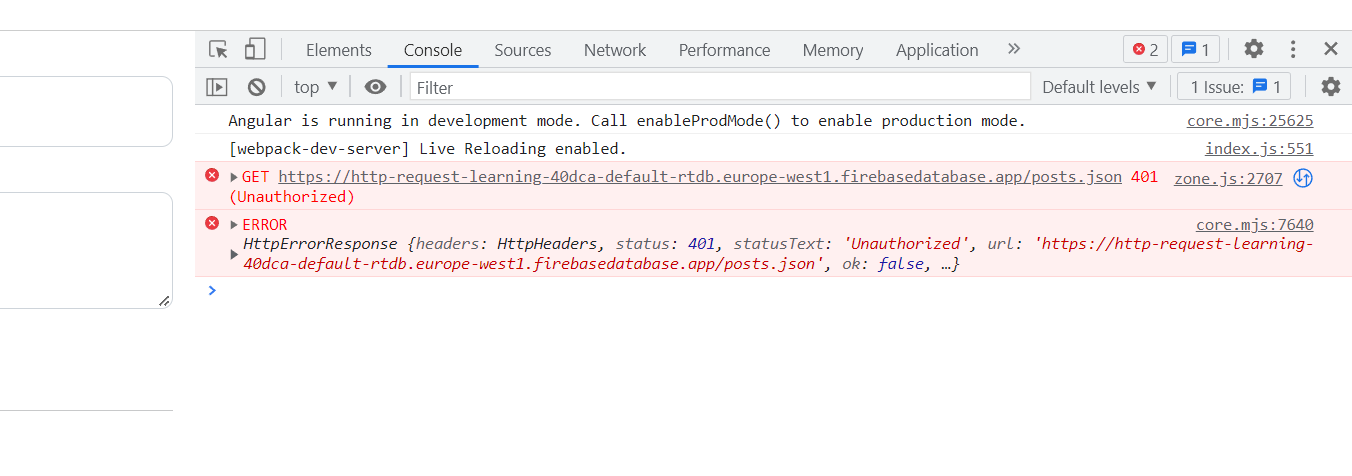 Elements Console Sources Network Performance Memory Application 2 1
top Filter Default levels 1 Issue: 1
Angular is running in development mode. Call enableProdMode() to enable production mode. core.mjs:25625
[webpack-dev-server] Live Reloading enabled. index.js:551
GET https://http-request-learning-40dca-default-rtdb.europe-west1.firebasedatabase.app/posts.json 401 zone.js:2707
(Unauthorized)
ERROR core.mjs:7640
HttpErrorResponse {headers: HttpHeaders, status: 401, statusText: 'Unauthorized', url: 'https://http-request-learning-
40dca-default-rtdb.europe-west1.firebasedatabase.app/posts.json', ok: false, …}